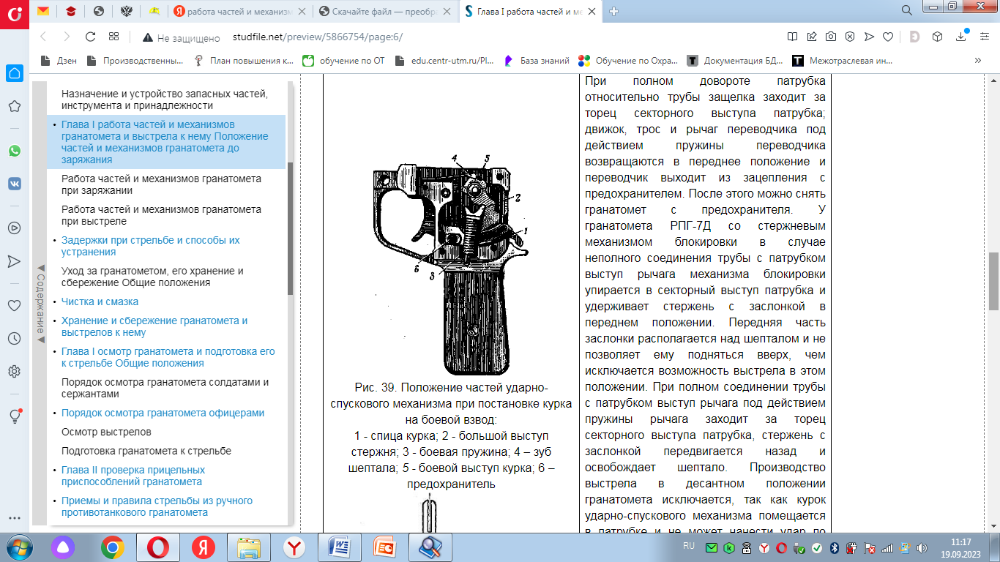 работа частей и механизм
Скачайте файл — преобра
Глава I работа частей и ме
Не защищено
studfile.net/preview/5866754/page:6/
Дзен
Производственны...
План повышения к...
обучение по ОТ
edu.centr-utm.ru/Pl...
База знаний
Обучение по Охра...
Документация БД...
Межотраслевая ин...
Содержание
Назначение и устройство запасных частей,
инструмента и принадлежности
Глава I работа частей и механизмов
гранатомета и выстрела к нему Положение
частей и механизмов гранатомета до
заряжания
Работа частей и механизмов гранатомета
при заряжании
Работа частей и механизмов гранатомета
при выстреле
Задержки при стрельбе и способы их
устранения
Уход за гранатометом, его хранение и
сбережение Общие положения
Чистка и смазка
Хранение и сбережение гранатомета и
выстрелов к нему
Глава I осмотр гранатомета и подготовка его
к стрельбе Общие положения
Порядок осмотра гранатомета солдатами и
сержантами
Порядок осмотра гранатомета офицерами
Осмотр выстрелов
Подготовка гранатомета к стрельбе
Глава II проверка прицельных
приспособлений гранатомета
Приемы и правила стрельбы из ручного
противотанкового гранатомета
4
5
2
1
6
3
Рис. 39. Положение частей ударно-
спускового механизма при постановке курка
на боевой взвод:
1 - спица курка; 2 - большой выступ
стержня; 3 - боевая пружина; 4 – зуб
шептала; 5 - боевой выступ курка; 6 –
предохранитель
При полном довороте патрубка
относительно трубы защелка заходит за
торец секторного выступа патрубка;
движок, трос и рычаг переводчика под
действием пружины переводчика
возвращаются в переднее положение и
переводчик выходит из зацепления с
предохранителем. После этого можно снять
гранатомет с предохранителя. У
гранатомета РПГ-7Д со стержневым
механизмом блокировки в случае
неполного соединения трубы с патрубком
выступ рычага механизма блокировки
упирается в секторный выступ патрубка и
удерживает стержень с заслонкой в
переднем положении. Передняя часть
заслонки располагается над шепталом и не
позволяет ему подняться вверх, чем
исключается возможность выстрела в этом
положении. При полном соединении трубы
с патрубком выступ рычага под действием
пружины рычага заходит за торец
секторного выступа патрубка, стержень с
заслонкой передвигается назад и
освобождает шептало. Производство
выстрела в десантном положении
гранатомета исключается, так как курок
ударно-спускового механизма помещается
в патрубке и не может нанести удар по
RU
11:17
19.09.2023